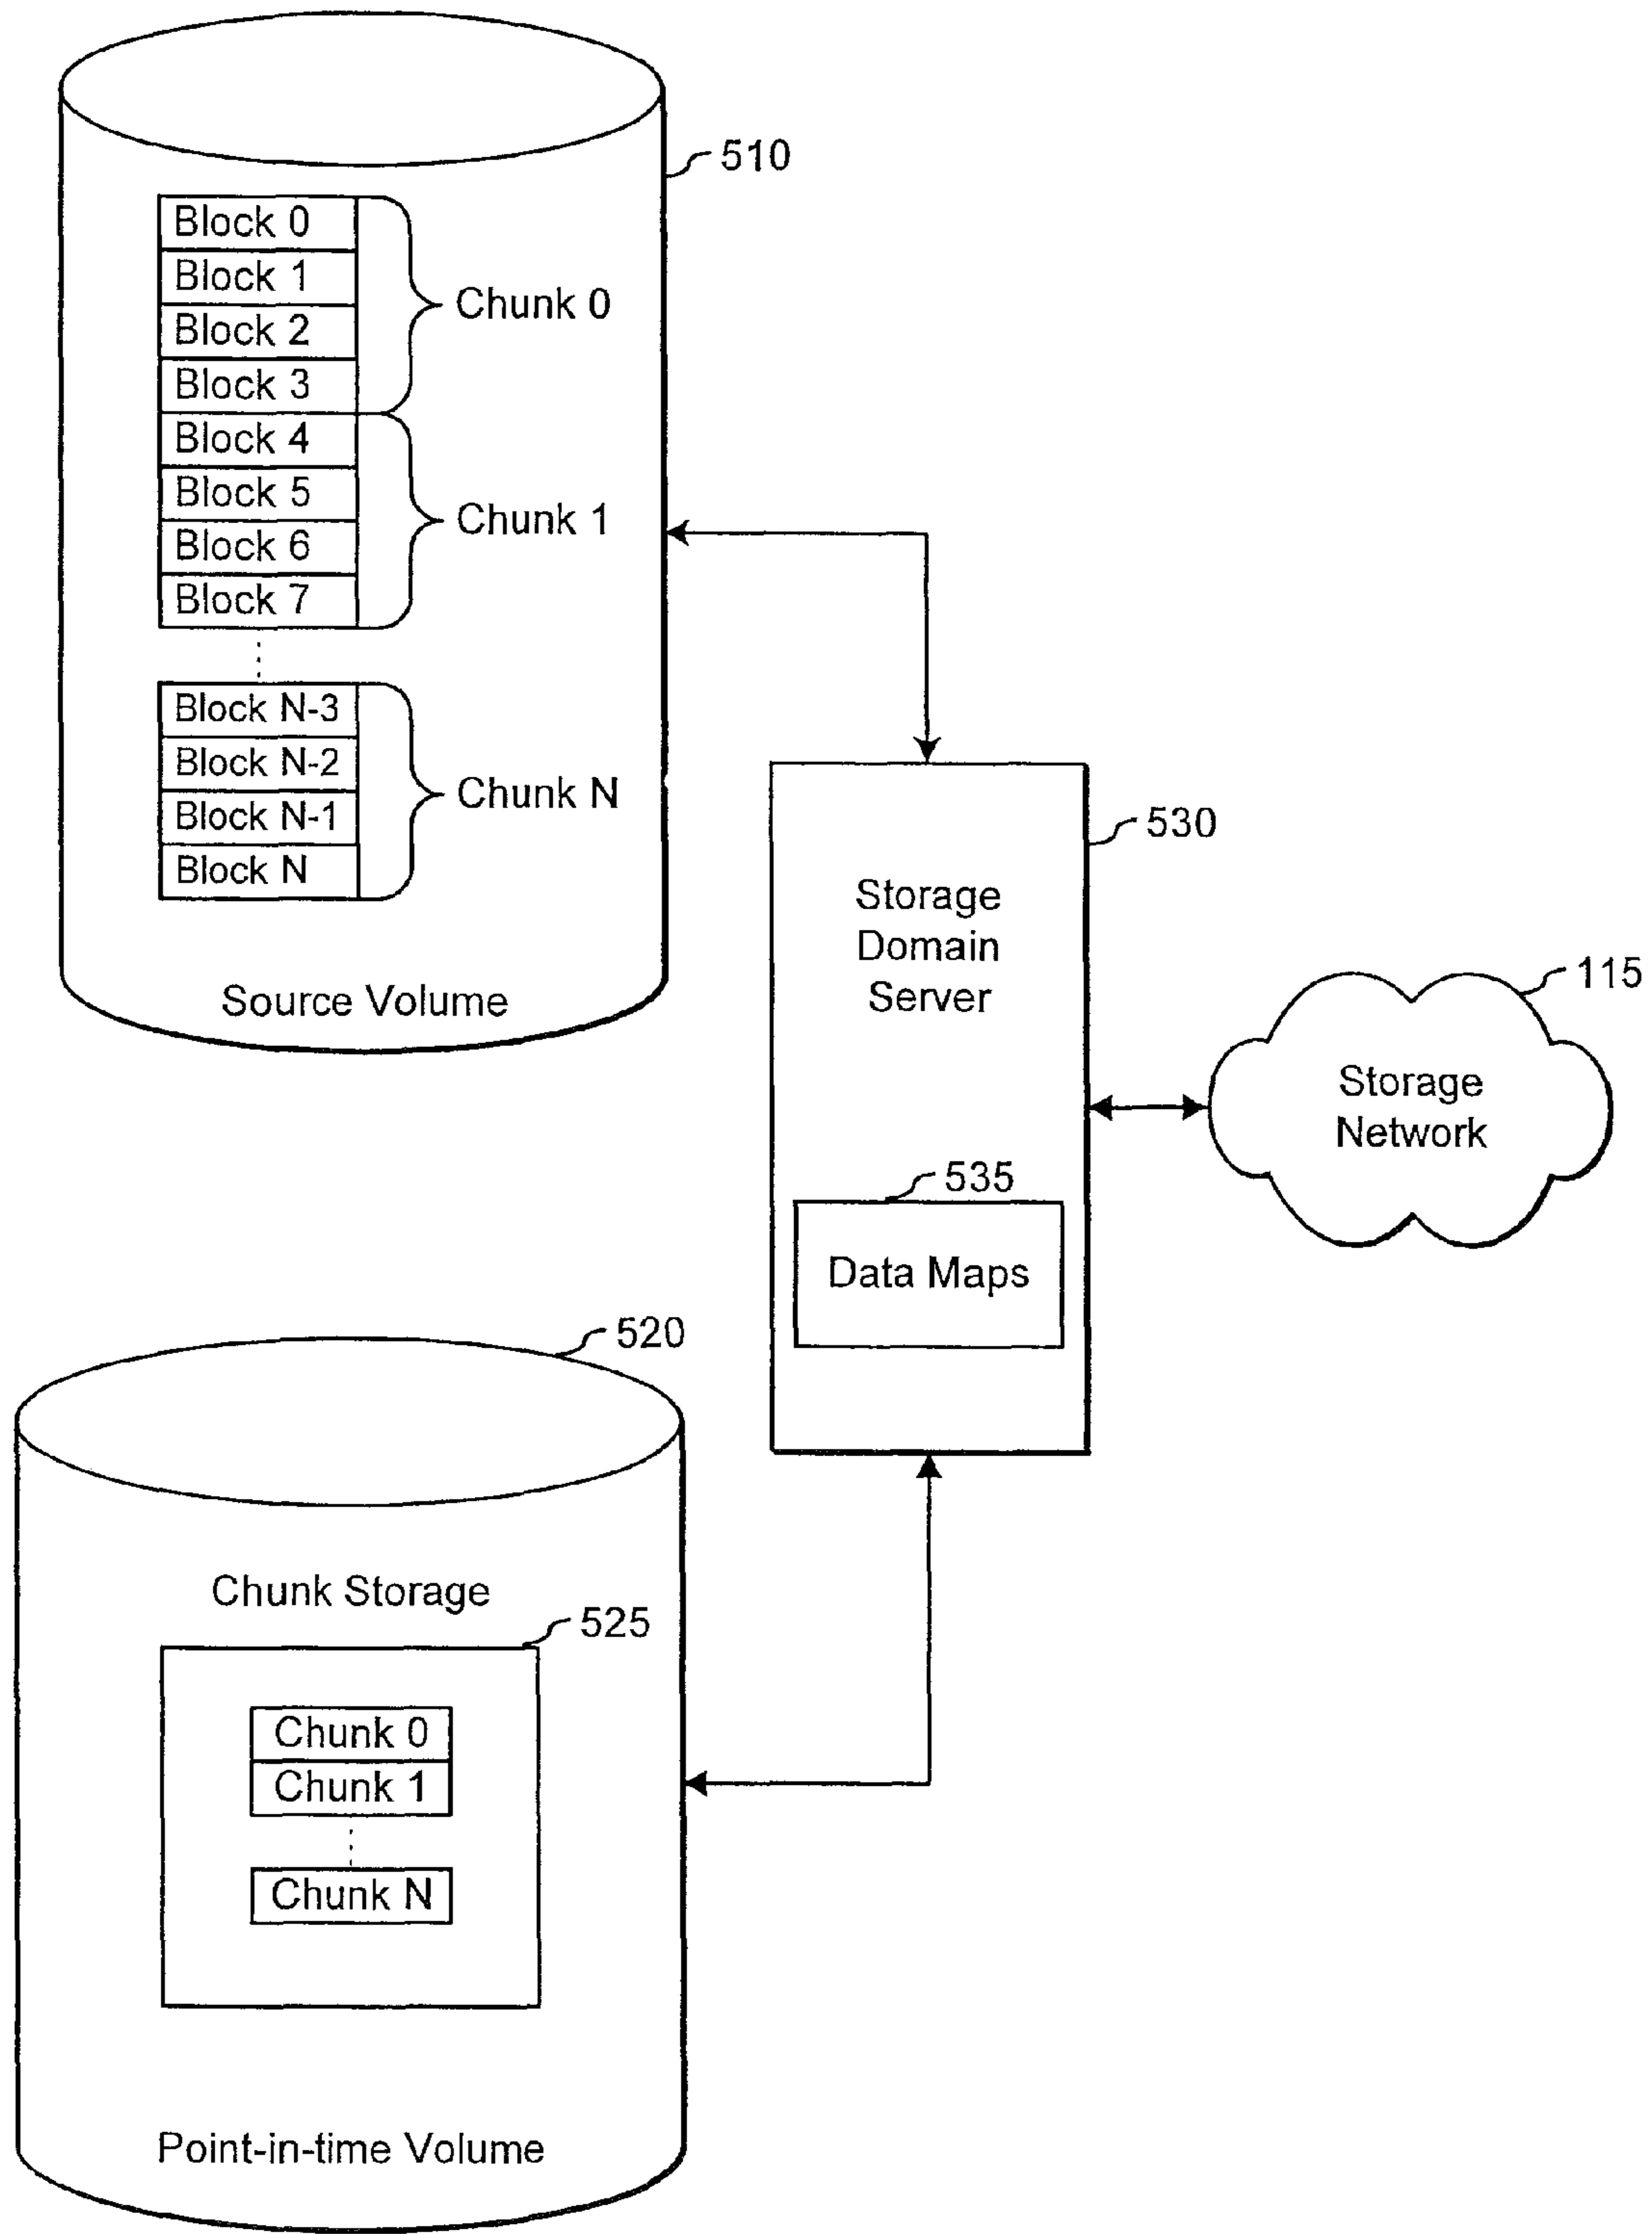 510
Block 0
Block 1
Block 2
Block 3
Chunk 0
Block 4
Block 5
Block 6
Block 7
Chunk 1
Block N-3
Block N-2
Block N-1
Block N
Chunk N
Source Volume
530
Storage
Domain
Server
535
Data Maps
115
Storage
Network
520
Chunk Storage
525
Chunk 0
Chunk 1
Chunk N
Point-in-time Volume